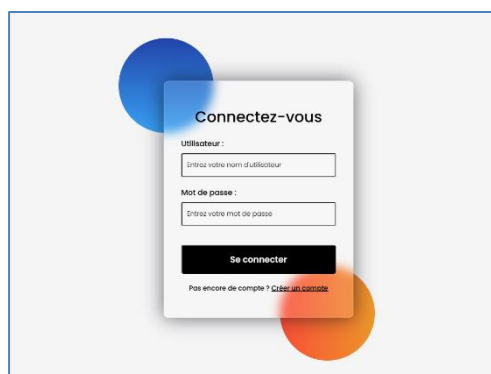 Connectez-vous
Utilisateur :
Entrez votre nom d'utilisateur
Mot de passe :
Entrez votre mot de passe
Se connecter
Pas encore de compte ? Créer un compte